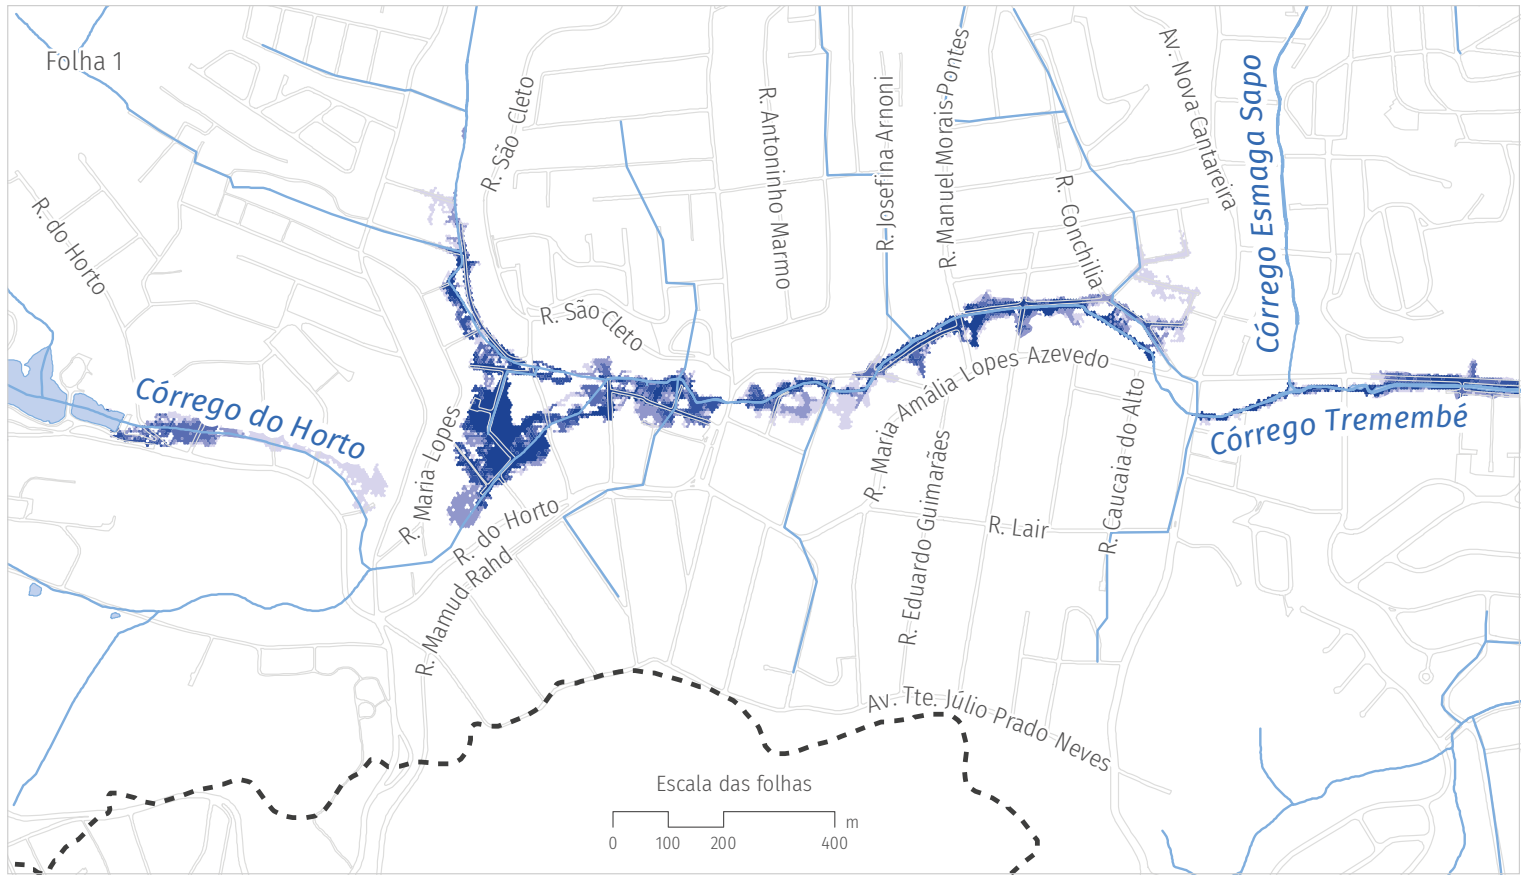 Folha 1
R. São Cleto
Av. Nova Cantareira
R. Antoninho Marmo
R. Josefina Arnoni
R. Manuel Morais Pontes
Córrego Esmaga Sapo
R. do Horto
R. Conchilia
R. São Cleto
R. Maria Amália Lopes Azevedo
Córrego do Horto
Córrego Tremembé
R. Maria Lopes
R. Eduardo Guimarães
R. Caucaia do Alto
R. do Horto
R. Lair
R. Mamud Rahd
Av. Tte. Júlio Prado Neves
Escala das folhas
m
0 100 200 400